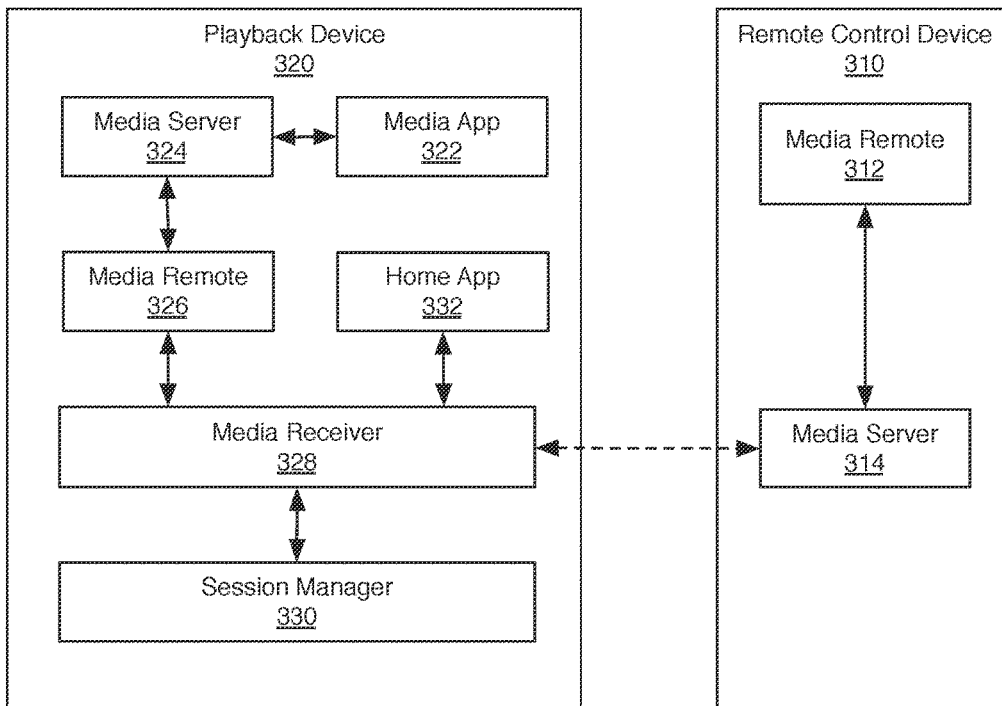 Playback Device
320
Media Server
324
Media App
322
Media Remote
326
Home App
332
Media Receiver
328
Session Manager
330
Remote Control Device
310
Media Remote
312
Media Server
314